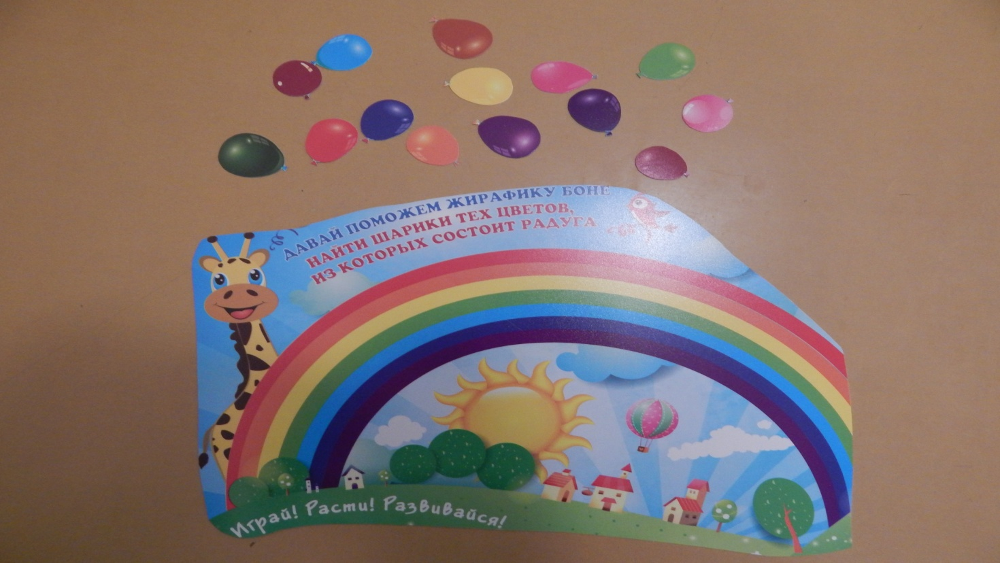 ДАВАЙ ПОМОЖЕМ ЖИРАФИКУ БОНЕ
НАЙТИ ШАРИКИ ТЕХ ЦВЕТОВ,
ИЗ КОТОРЫХ СОСТОИТ РАДУГА
Играй! Расти! Развивайся!